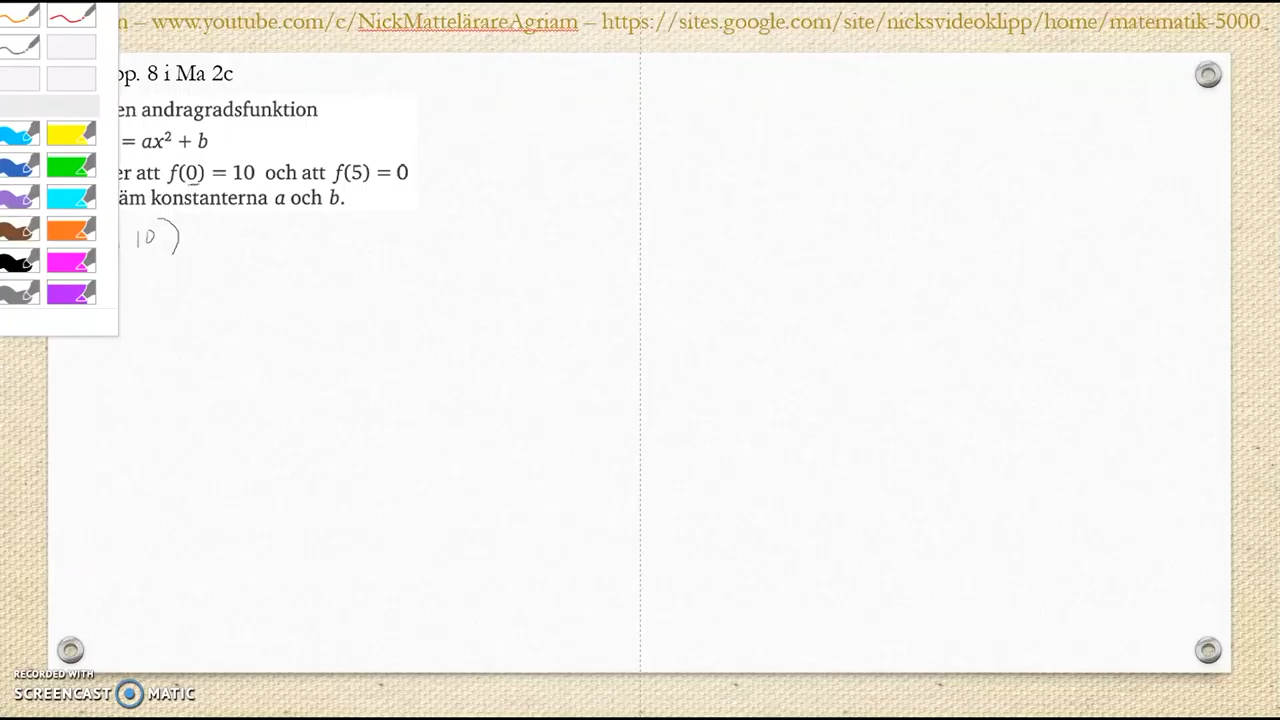 – www.youtube.com/c/NickMattelärareAgriam – https://sites.google.com/site/nicksvideoklipp/home/matematik-5000
pp. 8 i Ma 2c
en andragradsfunktion
= ax² + b
er att f(0) = 10 och att f(5) = 0
äm konstanterna a och b.
10 )
RECORDED WITH
SCREENCAST MATIC